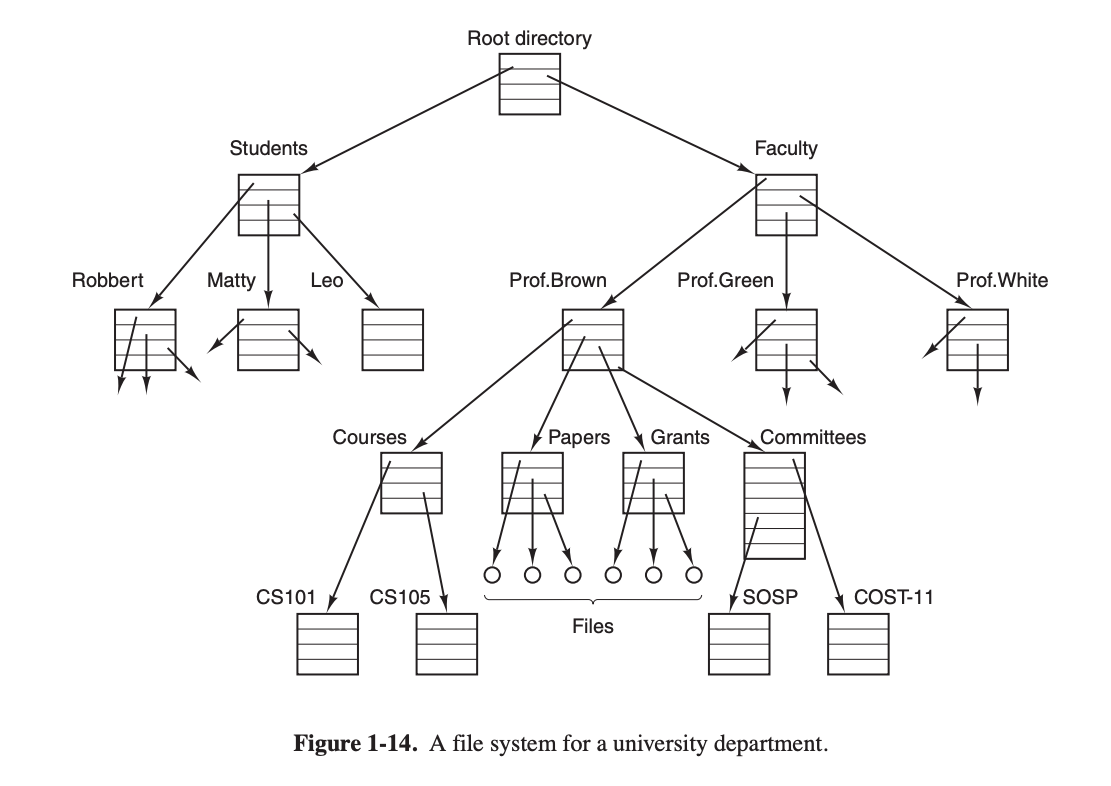 Root directory
Students
Faculty
Robbert
Matty
Leo
Prof.Brown
Prof.Green
Prof.White
Courses
Papers
Grants
Committees
CS101
CS105
SOSP
COST-11
Files
Figure 1-14. A file system for a university department.